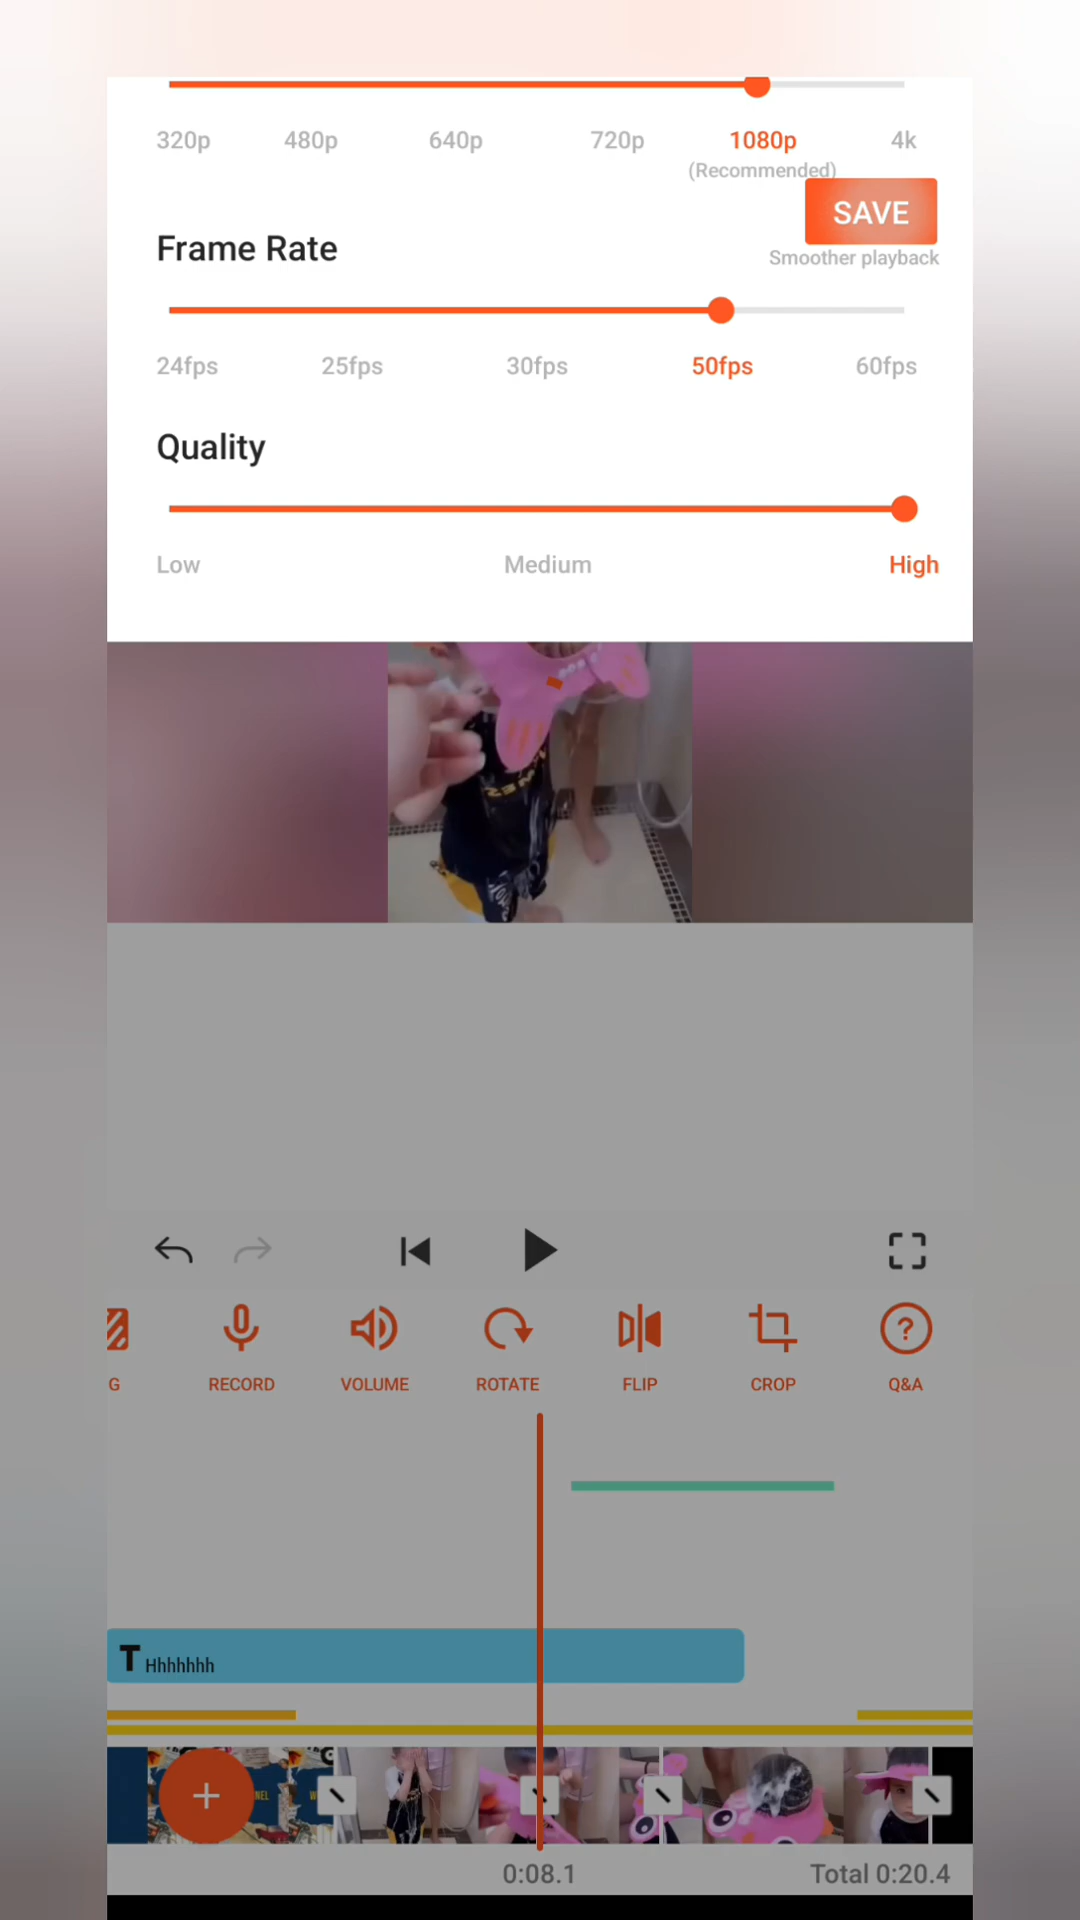 320p 480p 640p 720p 1080p 4k
(Recommended)
SAVE
Frame Rate
Smoother playback
24fps 25fps 30fps 50fps 60fps
Quality
Low Medium High
G RECORD VOLUME ROTATE FLIP CROP Q&A
T Hhhhhhh
NEL
0:08.1 Total 0:20.4